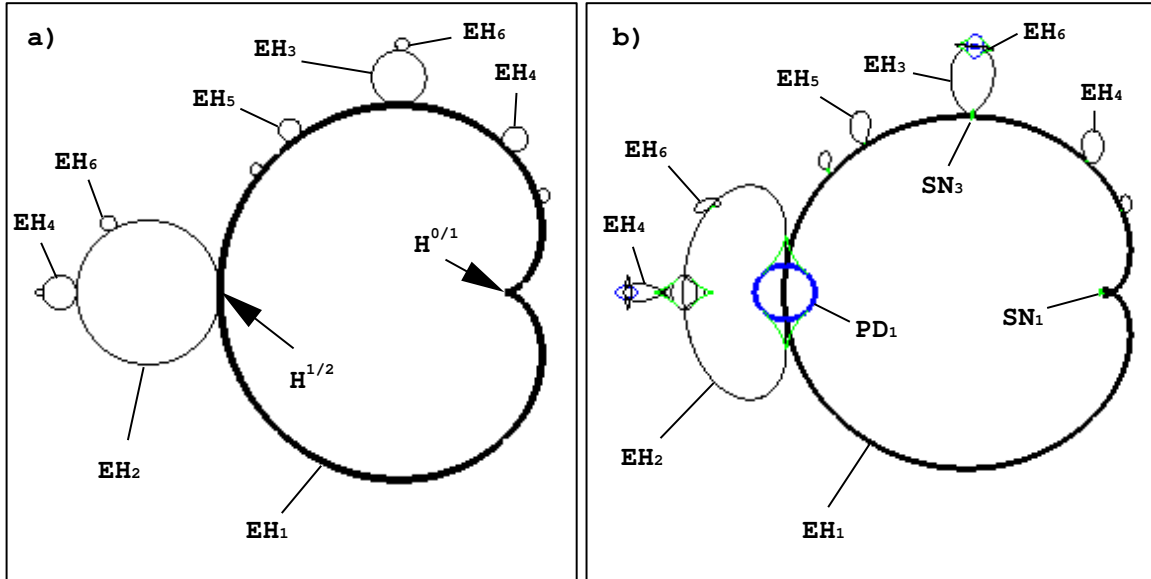 a)
EH₃
EH₆
EH₄
EH₅
EH₆
EH₄
H⁰/¹
H¹/²
EH₂
EH₁
b)
EH₆
EH₃
EH₅
EH₄
EH₆
SN₃
EH₄
SN₁
PD₁
EH₂
EH₁